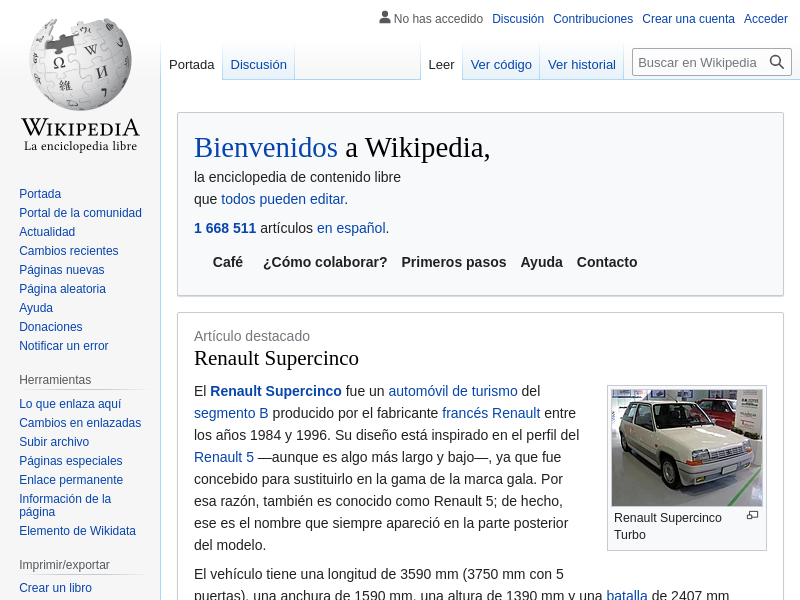 No has accedido Discusión Contribuciones Crear una cuenta Acceder
Portada Discusión Leer Ver código Ver historial Buscar en Wikipedia
WIKIPEDIA
La enciclopedia libre
Portada
Portal de la comunidad
Actualidad
Cambios recientes
Páginas nuevas
Página aleatoria
Ayuda
Donaciones
Notificar un error
Herramientas
Lo que enlaza aquí
Cambios en enlazadas
Subir archivo
Páginas especiales
Enlace permanente
Información de la
página
Elemento de Wikidata
Imprimir/exportar
Crear un libro
Bienvenidos a Wikipedia,
la enciclopedia de contenido libre
que todos pueden editar.
1 668 511 artículos en español.
Café ¿Cómo colaborar? Primeros pasos Ayuda Contacto
Artículo destacado
Renault Supercinco
El Renault Supercinco fue un automóvil de turismo del
segmento B producido por el fabricante francés Renault entre
los años 1984 y 1996. Su diseño está inspirado en el perfil del
Renault 5 —aunque es algo más largo y bajo—, ya que fue
concebido para sustituirlo en la gama de la marca gala. Por
esa razón, también es conocido como Renault 5; de hecho,
ese es el nombre que siempre apareció en la parte posterior
del modelo.
Renault Supercinco
Turbo
El vehículo tiene una longitud de 3590 mm (3750 mm con 5
puertas), una anchura de 1590 mm, una altura de 1390 mm y una batalla de 2407 mm